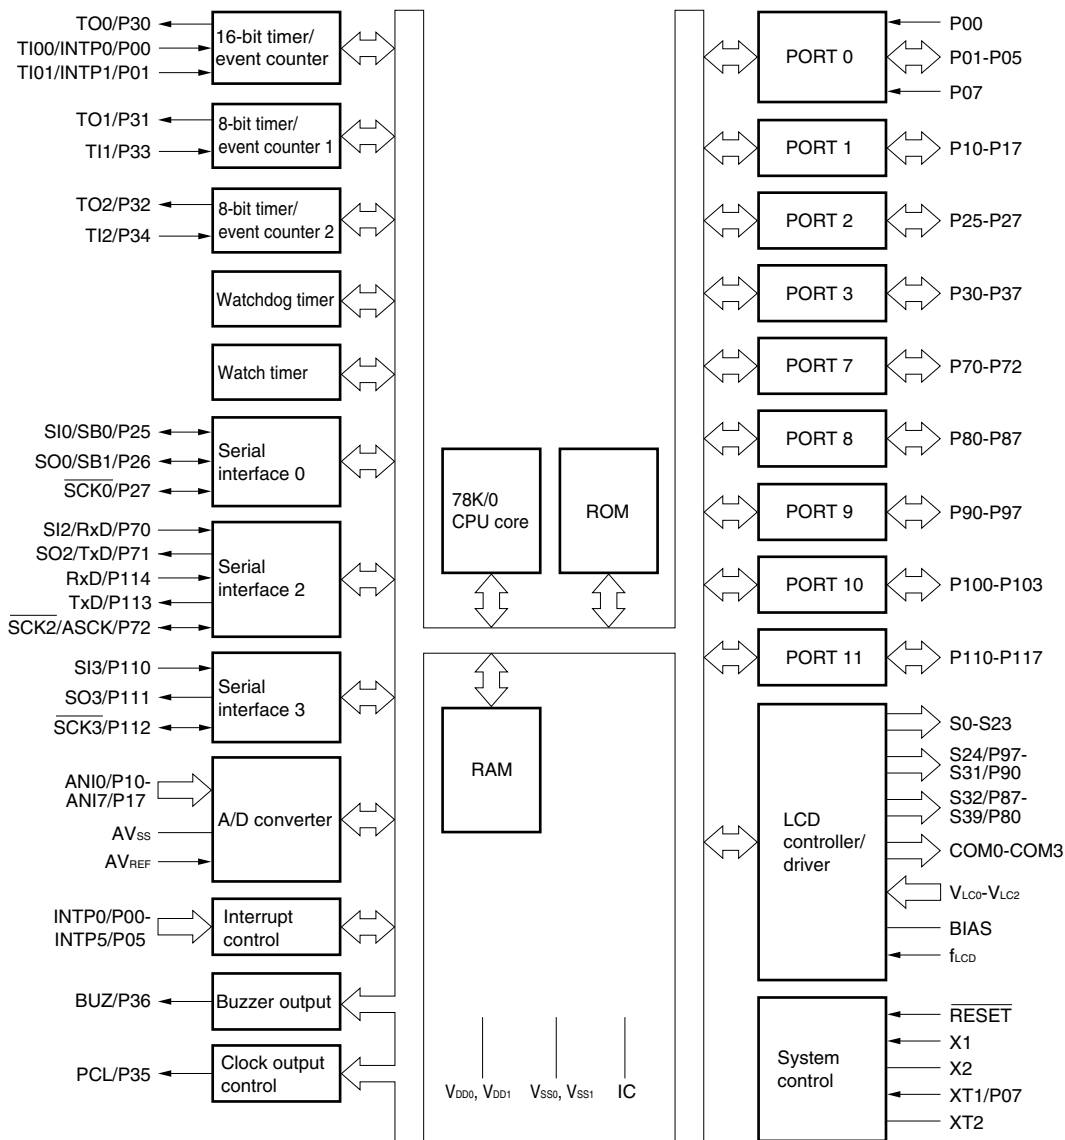 TO0/P30
TI00/INTP0/P00
TI01/INTP1/P01
16-bit timer/
event counter
TO1/P31
TI1/P33
8-bit timer/
event counter 1
TO2/P32
TI2/P34
8-bit timer/
event counter 2
Watchdog timer
Watch timer
SI0/SB0/P25
SO0/SB1/P26
SCK0/P27
Serial
interface 0
SI2/RxD/P70
SO2/TxD/P71
RxD/P114
TxD/P113
SCK2/ASCK/P72
Serial
interface 2
SI3/P110
SO3/P111
SCK3/P112
Serial
interface 3
ANI0/P10-
ANI7/P17
AVSS
AVREF
A/D converter
INTP0/P00-
INTP5/P05
Interrupt
control
BUZ/P36
Buzzer output
PCL/P35
Clock output
control
78K/0
CPU core
ROM
RAM
VDD0, VDD1
VSS0, VSS1
IC
PORT 0
P00
P01-P05
P07
PORT 1
P10-P17
PORT 2
P25-P27
PORT 3
P30-P37
PORT 7
P70-P72
PORT 8
P80-P87
PORT 9
P90-P97
PORT 10
P100-P103
PORT 11
P110-P117
LCD
controller/
driver
S0-S23
S24/P97-
S31/P90
S32/P87-
S39/P80
COM0-COM3
VLC0-VLC2
BIAS
fLCD
System
control
RESET
X1
X2
XT1/P07
XT2